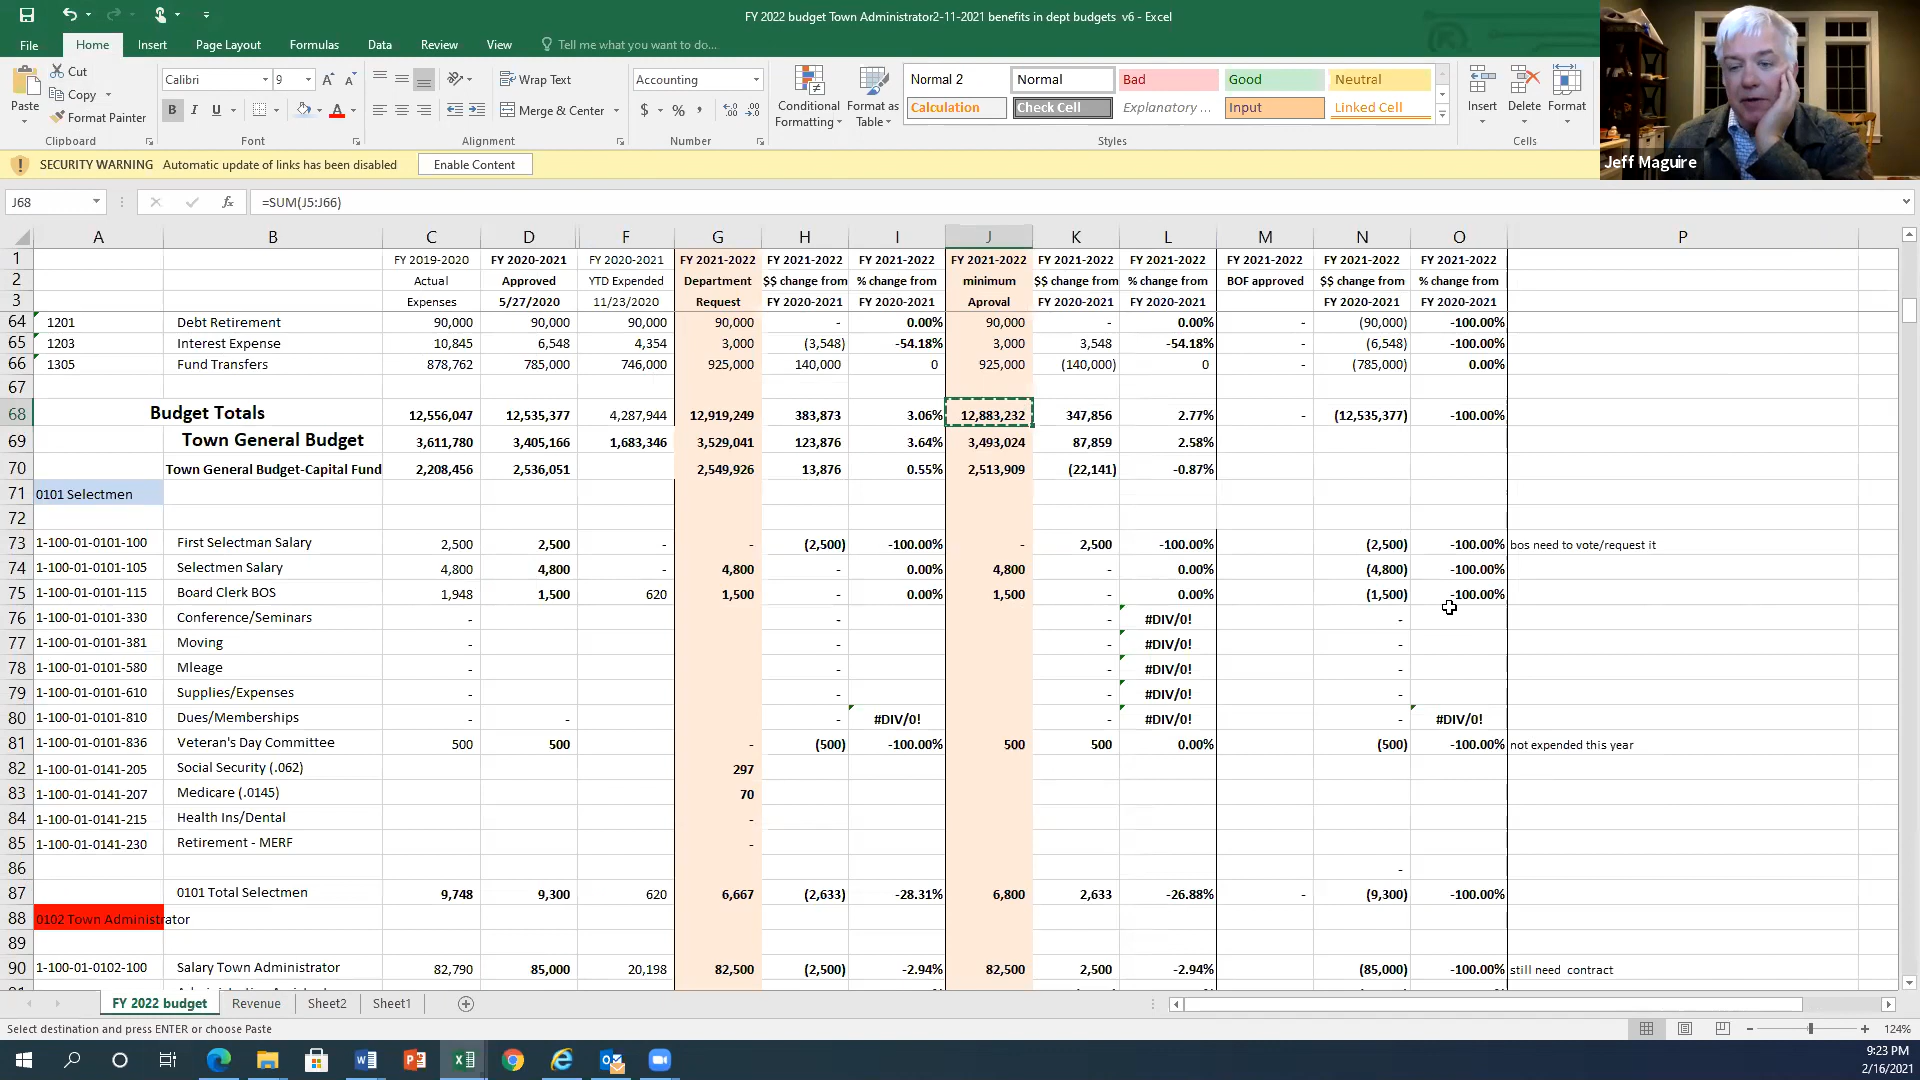 FY 2022 budget Town Administrator2-11-2021 benefits in dept budgets v6 - Excel
File Home Insert Page Layout Formulas Data Review View Tell me what you want to do...
Cut
Copy
Format Painter
Paste
Clipboard
Calibri 9
B I U
Font
Wrap Text
Merge & Center
Alignment
Accounting
$ %
Number
Conditional Formatting
Format as Table
Normal 2 Normal Bad Good Neutral
Calculation Check Cell Explanatory ... Input Linked Cell
Styles
Insert Delete Format
Cells
Jeff Maguire
SECURITY WARNING Automatic update of links has been disabled Enable Content
J68 fx =SUM(J5:J66)
A B C D F G H I J K L M N O P
1 FY 2019-2020 FY 2020-2021 FY 2020-2021 FY 2021-2022 FY 2021-2022 FY 2021-2022 FY 2021-2022 FY 2021-2022 FY 2021-2022 FY 2021-2022 FY 2021-2022 FY 2021-2022
2 Actual Approved YTD Expended Department $$ change from % change from minimum $$ change from % change from BOF approved $$ change from % change from
3 Expenses 5/27/2020 11/23/2020 Request FY 2020-2021 FY 2020-2021 Aproval FY 2020-2021 FY 2020-2021 FY 2020-2021 FY 2020-2021
64 1201 Debt Retirement 90,000 90,000 90,000 90,000 - 0.00% 90,000 - 0.00% - (90,000) -100.00%
65 1203 Interest Expense 10,845 6,548 4,354 3,000 (3,548) -54.18% 3,000 3,548 -54.18% - (6,548) -100.00%
66 1305 Fund Transfers 878,762 785,000 746,000 925,000 140,000 0 925,000 (140,000) 0 - (785,000) 0.00%
67
68 Budget Totals 12,556,047 12,535,377 4,287,944 12,919,249 383,873 3.06% 12,883,232 347,856 2.77% - (12,535,377) -100.00%
69 Town General Budget 3,611,780 3,405,166 1,683,346 3,529,041 123,876 3.64% 3,493,024 87,859 2.58%
70 Town General Budget-Capital Fund 2,208,456 2,536,051 2,549,926 13,876 0.55% 2,513,909 (22,141) -0.87%
71 0101 Selectmen
72
73 1-100-01-0101-100 First Selectman Salary 2,500 2,500 - - (2,500) -100.00% - 2,500 -100.00% (2,500) -100.00% bos need to vote/request it
74 1-100-01-0101-105 Selectmen Salary 4,800 4,800 - 4,800 - 0.00% 4,800 - 0.00% (4,800) -100.00%
75 1-100-01-0101-115 Board Clerk BOS 1,948 1,500 620 1,500 - 0.00% 1,500 - 0.00% (1,500) -100.00%
76 1-100-01-0101-330 Conference/Seminars - - - #DIV/0! -
77 1-100-01-0101-381 Moving - - - #DIV/0! -
78 1-100-01-0101-580 Mleage - - - #DIV/0! -
79 1-100-01-0101-610 Supplies/Expenses - - - #DIV/0! -
80 1-100-01-0101-810 Dues/Memberships - - - #DIV/0! - #DIV/0! - #DIV/0!
81 1-100-01-0101-836 Veteran's Day Committee 500 500 - (500) -100.00% 500 500 0.00% (500) -100.00% not expended this year
82 1-100-01-0141-205 Social Security (.062) 297
83 1-100-01-0141-207 Medicare (.0145) 70
84 1-100-01-0141-215 Health Ins/Dental -
85 1-100-01-0141-230 Retirement - MERF -
86 -
87 0101 Total Selectmen 9,748 9,300 620 6,667 (2,633) -28.31% 6,800 2,633 -26.88% - (9,300) -100.00%
88 0102 Town Administrator
89
90 1-100-01-0102-100 Salary Town Administrator 82,790 85,000 20,198 82,500 (2,500) -2.94% 82,500 2,500 -2.94% (85,000) -100.00% still need contract
FY 2022 budget Revenue Sheet2 Sheet1
Select destination and press ENTER or choose Paste 124%
9:23 PM
2/16/2021